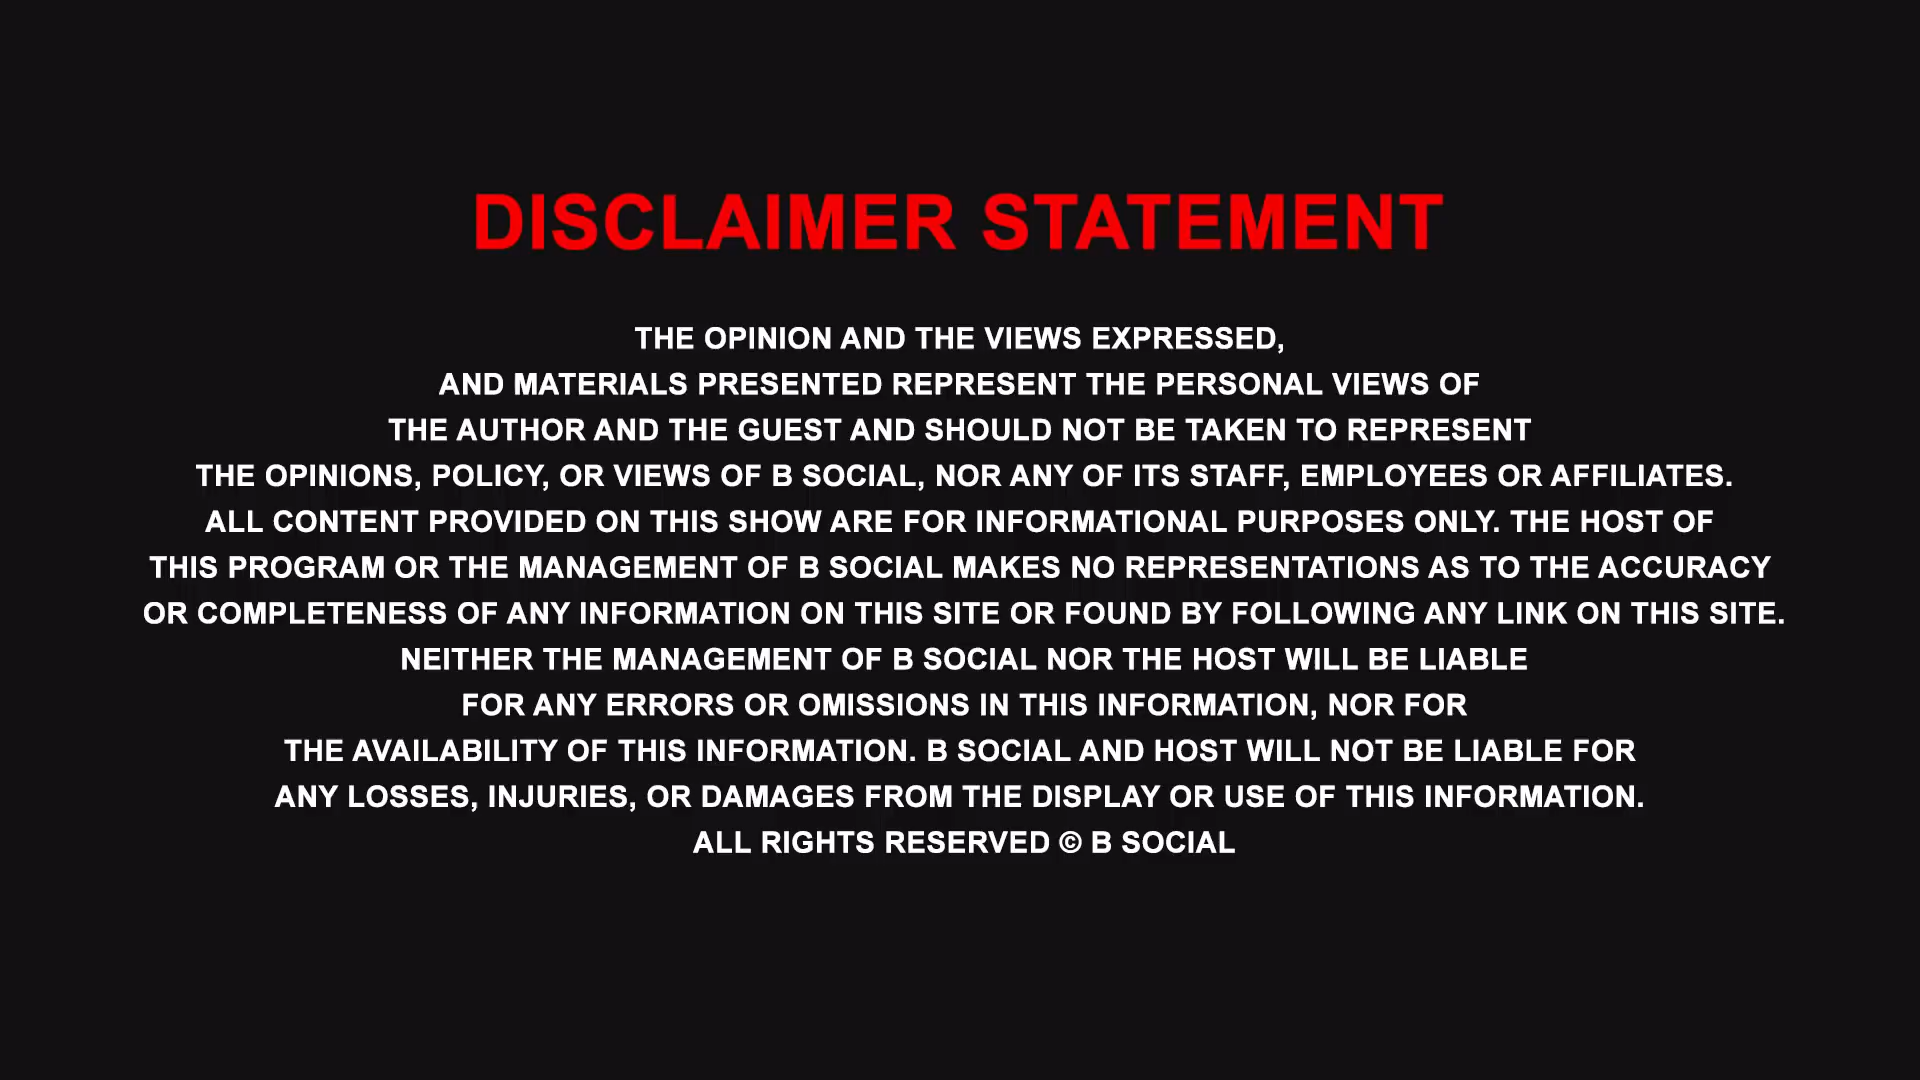 DISCLAIMER STATEMENT
THE OPINION AND THE VIEWS EXPRESSED,
AND MATERIALS PRESENTED REPRESENT THE PERSONAL VIEWS OF
THE AUTHOR AND THE GUEST AND SHOULD NOT BE TAKEN TO REPRESENT
THE OPINIONS, POLICY, OR VIEWS OF B SOCIAL, NOR ANY OF ITS STAFF, EMPLOYEES OR AFFILIATES.
ALL CONTENT PROVIDED ON THIS SHOW ARE FOR INFORMATIONAL PURPOSES ONLY. THE HOST OF
THIS PROGRAM OR THE MANAGEMENT OF B SOCIAL MAKES NO REPRESENTATIONS AS TO THE ACCURACY
OR COMPLETENESS OF ANY INFORMATION ON THIS SITE OR FOUND BY FOLLOWING ANY LINK ON THIS SITE.
NEITHER THE MANAGEMENT OF B SOCIAL NOR THE HOST WILL BE LIABLE
FOR ANY ERRORS OR OMISSIONS IN THIS INFORMATION, NOR FOR
THE AVAILABILITY OF THIS INFORMATION. B SOCIAL AND HOST WILL NOT BE LIABLE FOR
ANY LOSSES, INJURIES, OR DAMAGES FROM THE DISPLAY OR USE OF THIS INFORMATION.
ALL RIGHTS RESERVED © B SOCIAL